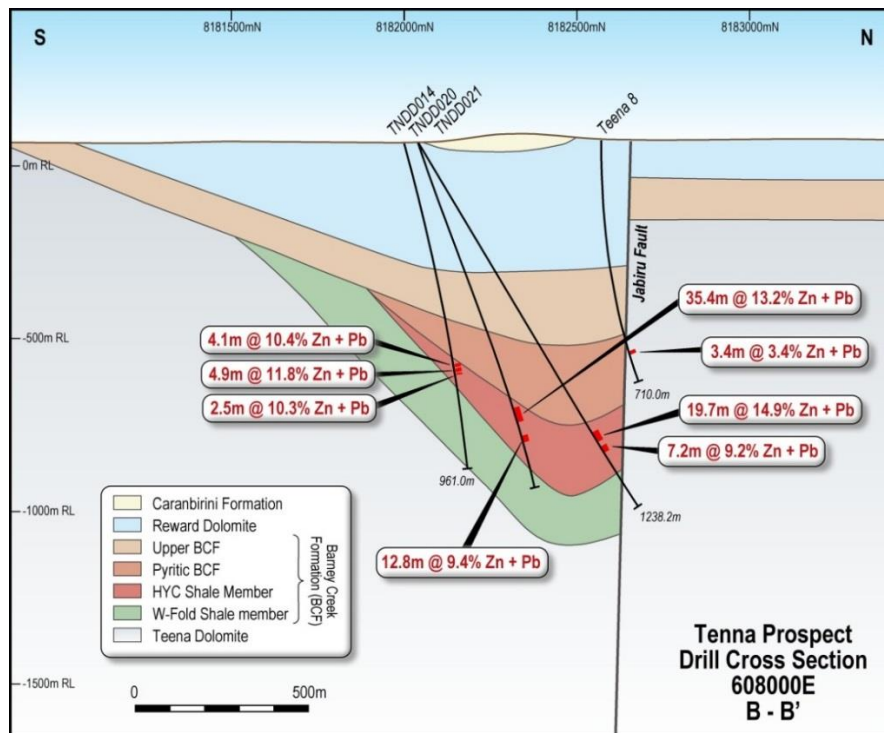 S
8181500mN
8182000mN
8182500mN
8183000mN
N
TNDD014
TNDD020
TNDD021
Teena 8
0m RL
Jabiru Fault
35.4m @ 13.2% Zn + Pb
-500m RL
4.1m @ 10.4% Zn + Pb
3.4m @ 3.4% Zn + Pb
4.9m @ 11.8% Zn + Pb
710.0m
2.5m @ 10.3% Zn + Pb
19.7m @ 14.9% Zn + Pb
7.2m @ 9.2% Zn + Pb
961.0m
-1000m RL
1238.2m
12.8m @ 9.4% Zn + Pb
Caranbirini Formation
Reward Dolomite
Upper BCF
Pyritic BCF
HYC Shale Member
W-Fold Shale member
Teena Dolomite
Barney Creek
Formation (BCF)
0
500m
-1500m RL
Tenna Prospect
Drill Cross Section
608000E
B - B'